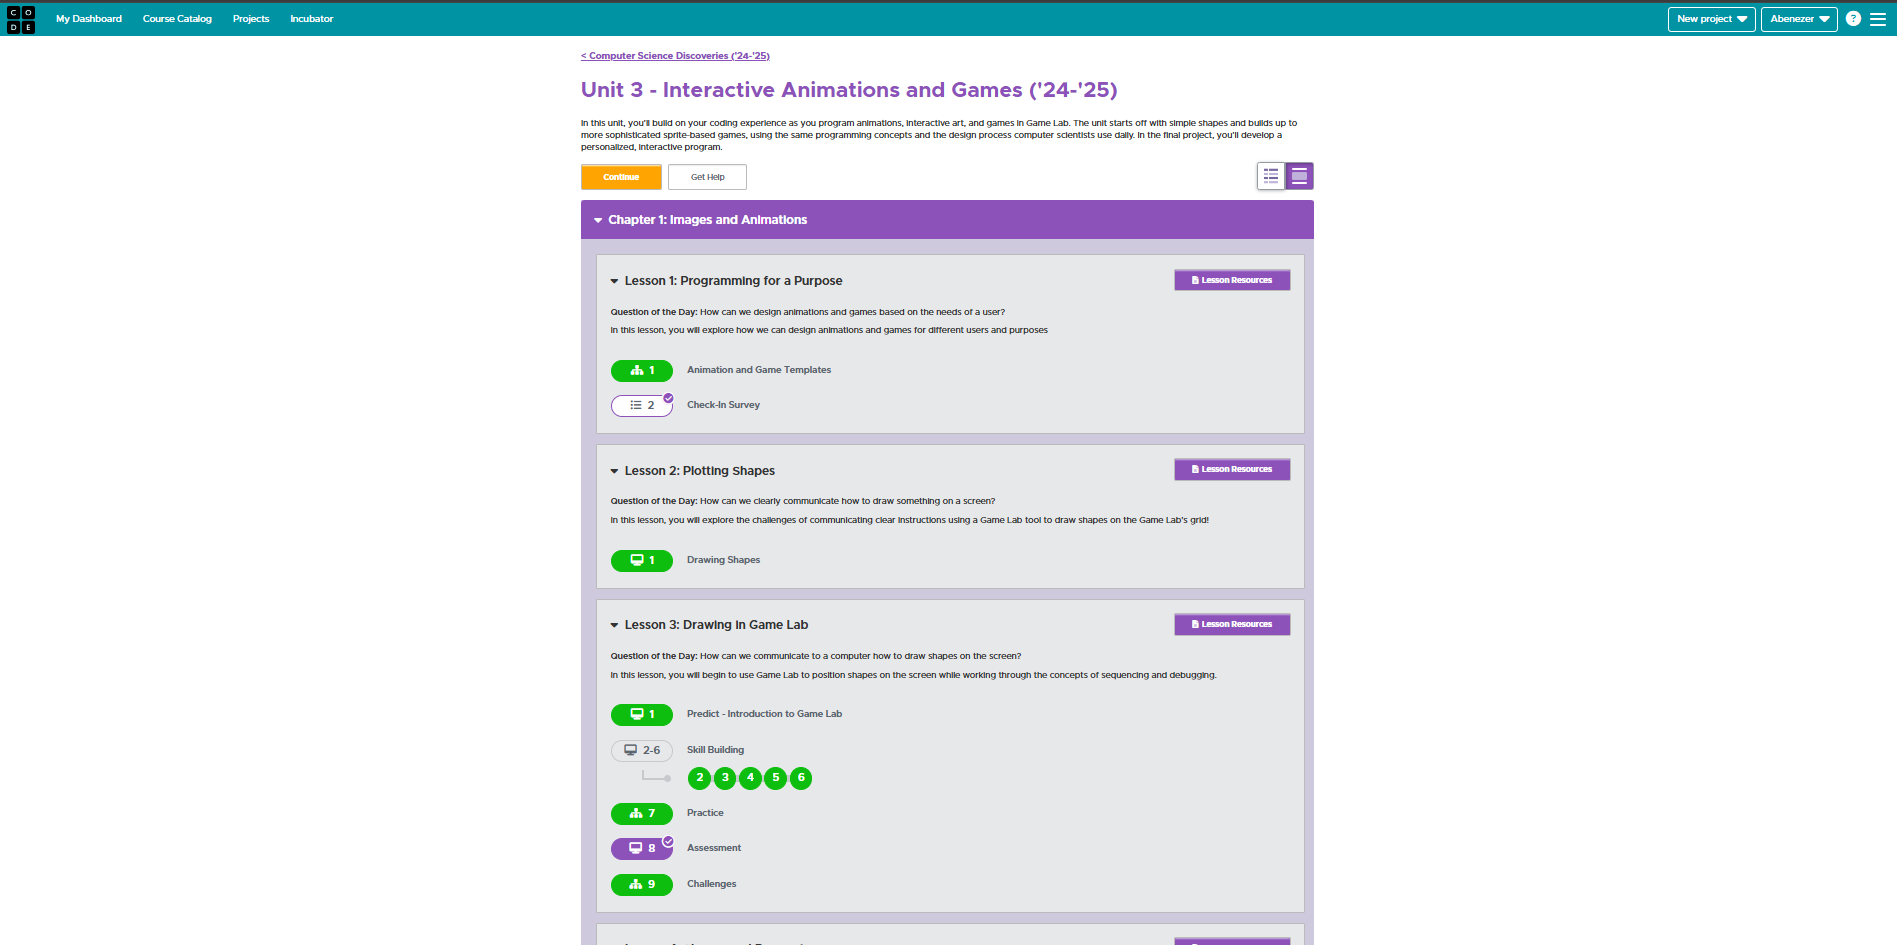 C O
D E
My Dashboard
Course Catalog
Projects
Incubator
New project
Abenezer
?
< Computer Science Discoveries ('24-'25)
Unit 3 - Interactive Animations and Games ('24-'25)
In this unit, you'll build on your coding experience as you program animations, interactive art, and games in Game Lab. The unit starts off with simple shapes and builds up to
more sophisticated sprite-based games, using the same programming concepts and the design process computer scientists use daily. In the final project, you'll develop a
personalized, interactive program.
Continue
Get Help
Chapter 1: Images and Animations
Lesson 1: Programming for a Purpose
Lesson Resources
Question of the Day: How can we design animations and games based on the needs of a user?
In this lesson, you will explore how we can design animations and games for different users and purposes
1 Animation and Game Templates
2 Check-In Survey
Lesson 2: Plotting Shapes
Lesson Resources
Question of the Day: How can we clearly communicate how to draw something on a screen?
In this lesson, you will explore the challenges of communicating clear instructions using a Game Lab tool to draw shapes on the Game Lab's grid!
1 Drawing Shapes
Lesson 3: Drawing in Game Lab
Lesson Resources
Question of the Day: How can we communicate to a computer how to draw shapes on the screen?
In this lesson, you will begin to use Game Lab to position shapes on the screen while working through the concepts of sequencing and debugging.
1 Predict - Introduction to Game Lab
2-6 Skill Building
2 3 4 5 6
7 Practice
8 Assessment
9 Challenges